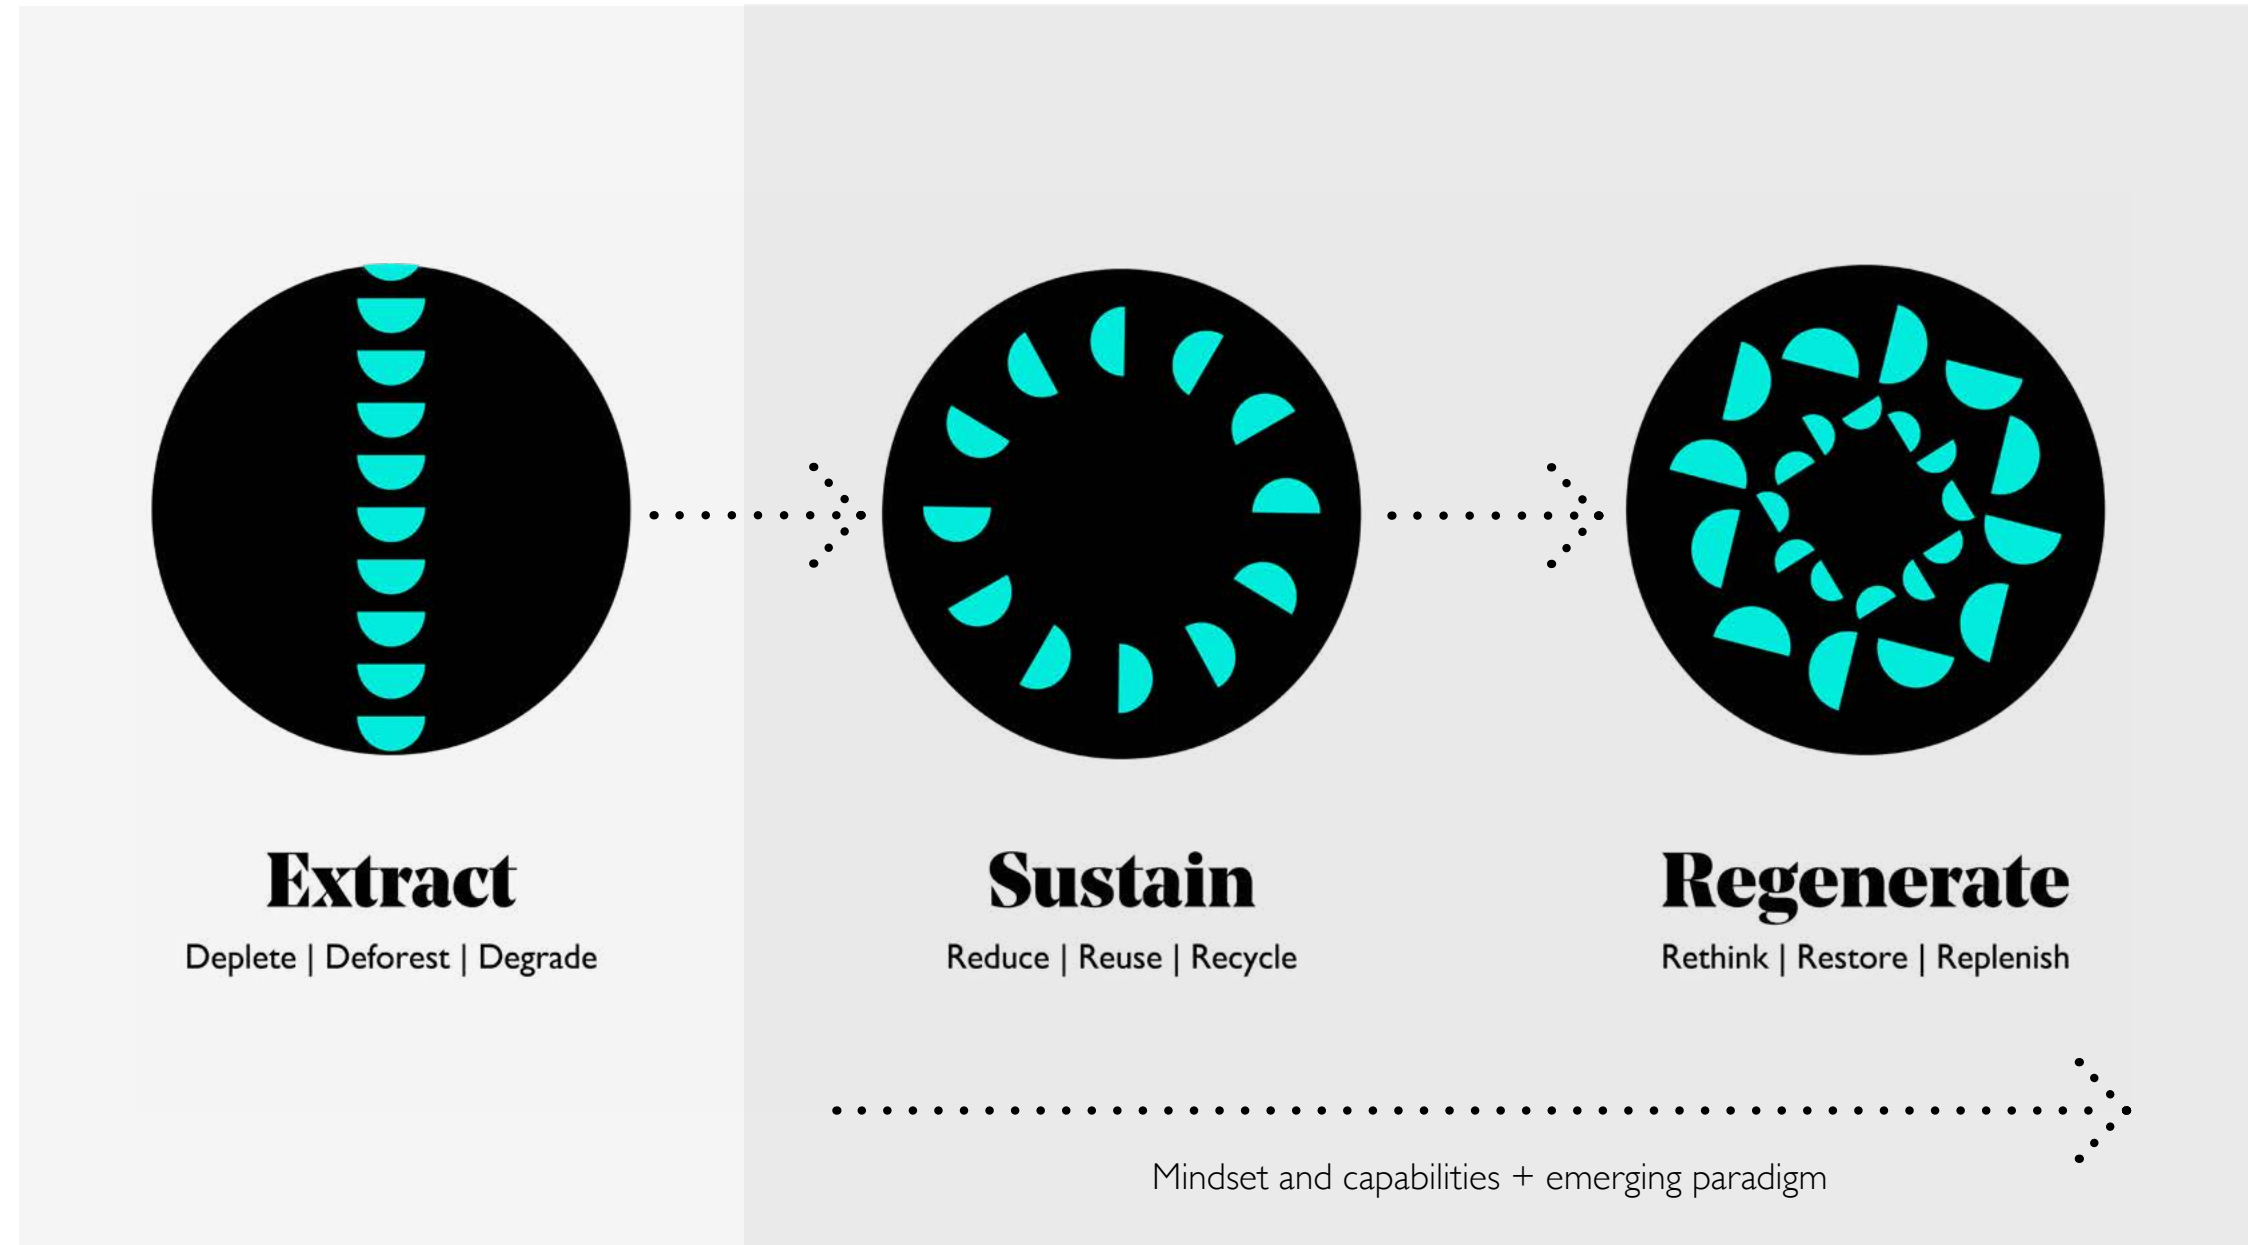 Extract
Deplete | Deforest | Degrade
Sustain
Reduce | Reuse | Recycle
Regenerate
Rethink | Restore | Replenish
Mindset and capabilities + emerging paradigm